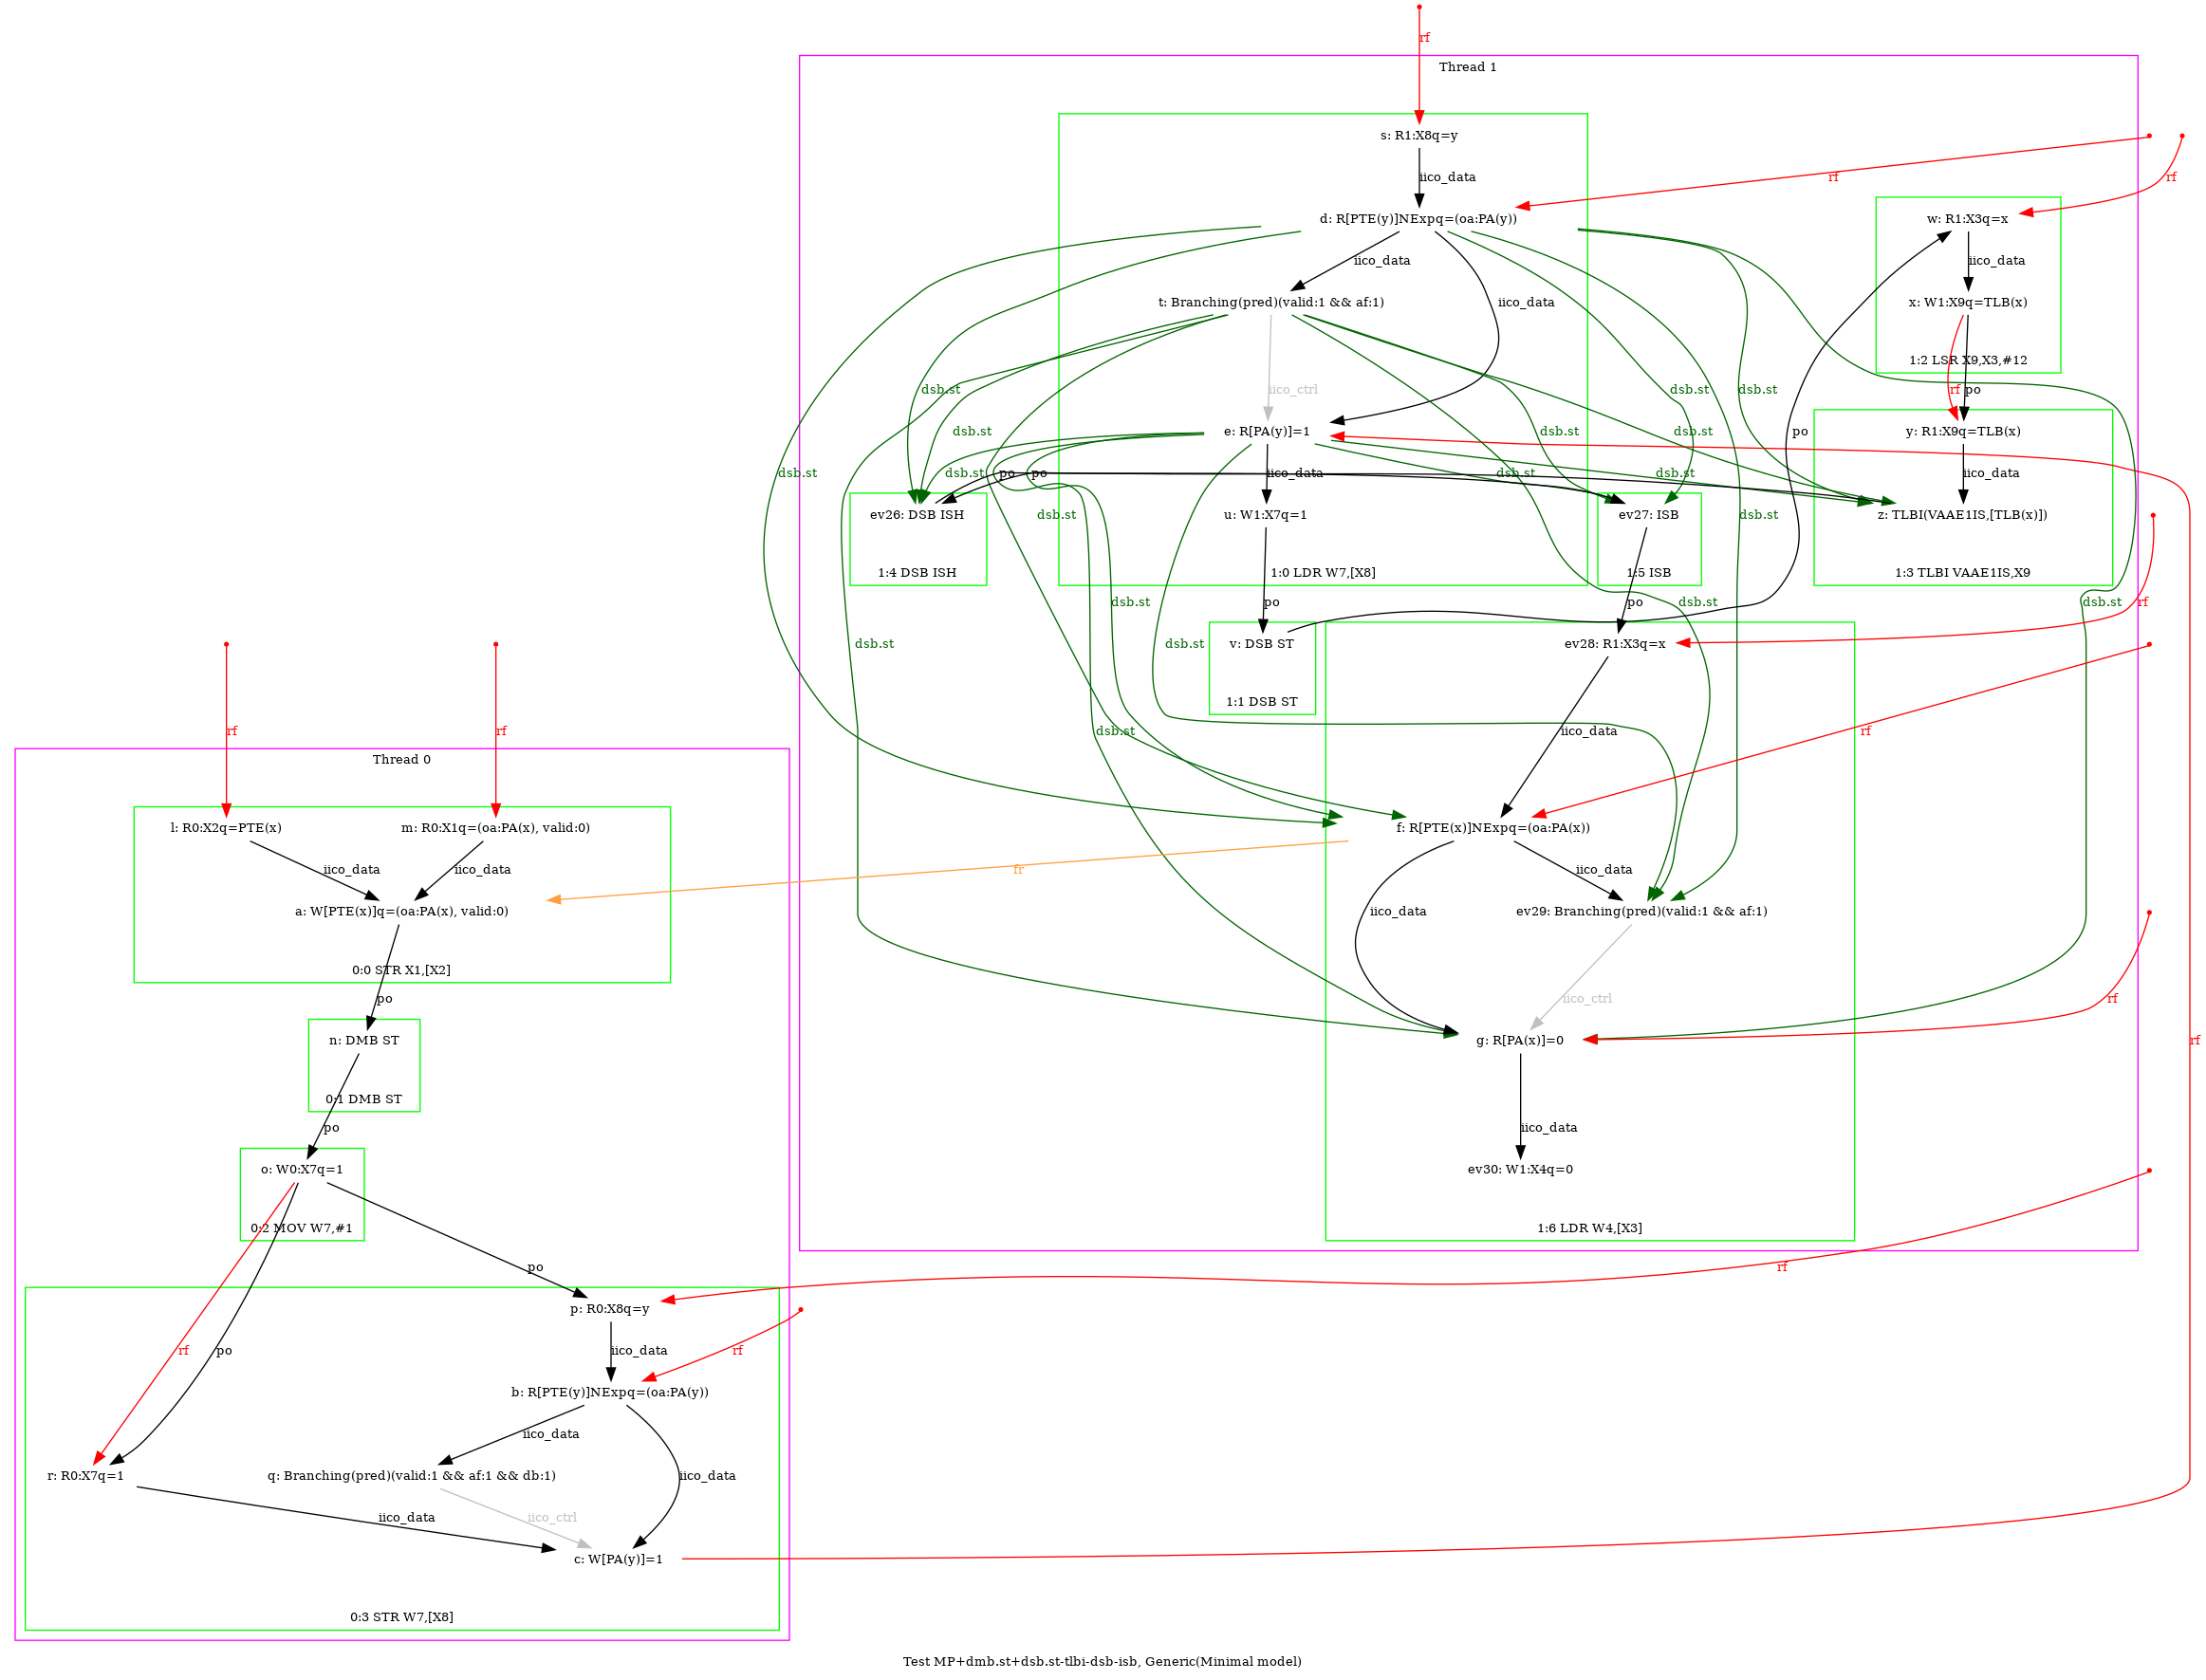 rf
Thread 1
s: R1:X8q=y
rf
rf
iico_data
d: R[PTE(y)]NExpq=(oa:PA(y))
w: R1:X3q=x
iico_data
iico_data
t: Branching(pred)(valid:1 && af:1)
iico_data
x: W1:X9q=TLB(x)
1:2 LSR X9,X3,#12
dsb.st
iico_ctrl
dsb.st
dsb.st
rf
po
dsb.st
e: R[PA(y)]=1
dsb.st
dsb.st
po
y: R1:X9q=TLB(x)
dsb.st
dsb.st
po
po
iico_data
dsb.st
dsb.st
iico_data
ev26: DSB ISH
dsb.st
u: W1:X7q=1
ev27: ISB
dsb.st
z: TLBI(VAAE1IS,[TLB(x)])
1:4 DSB ISH
1:0 LDR W7,[X8]
1:5 ISB
1:3 TLBI VAAE1IS,X9
dsb.st
po
po
dsb.st
dsb.st
rf
dsb.st
dsb.st
v: DSB ST
ev28: R1:X3q=x
1:1 DSB ST
rf
rf
dsb.st
iico_data
rf
Thread 0
l: R0:X2q=PTE(x)
m: R0:X1q=(oa:PA(x), valid:0)
f: R[PTE(x)]NExpq=(oa:PA(x))
iico_data
iico_data
fr
iico_data
a: W[PTE(x)]q=(oa:PA(x), valid:0)
iico_data
ev29: Branching(pred)(valid:1 && af:1)
0:0 STR X1,[X2]
po
iico_ctrl
rf
n: DMB ST
g: R[PA(x)]=0
rf
0:1 DMB ST
po
iico_data
o: W0:X7q=1
ev30: W1:X4q=0
0:2 MOV W7,#1
1:6 LDR W4,[X3]
po
rf
p: R0:X8q=y
rf
po
iico_data
rf
b: R[PTE(y)]NExpq=(oa:PA(y))
iico_data
r: R0:X7q=1
q: Branching(pred)(valid:1 && af:1 && db:1)
iico_data
iico_data
iico_ctrl
c: W[PA(y)]=1
0:3 STR W7,[X8]
Test MP+dmb.st+dsb.st-tlbi-dsb-isb, Generic(Minimal model)